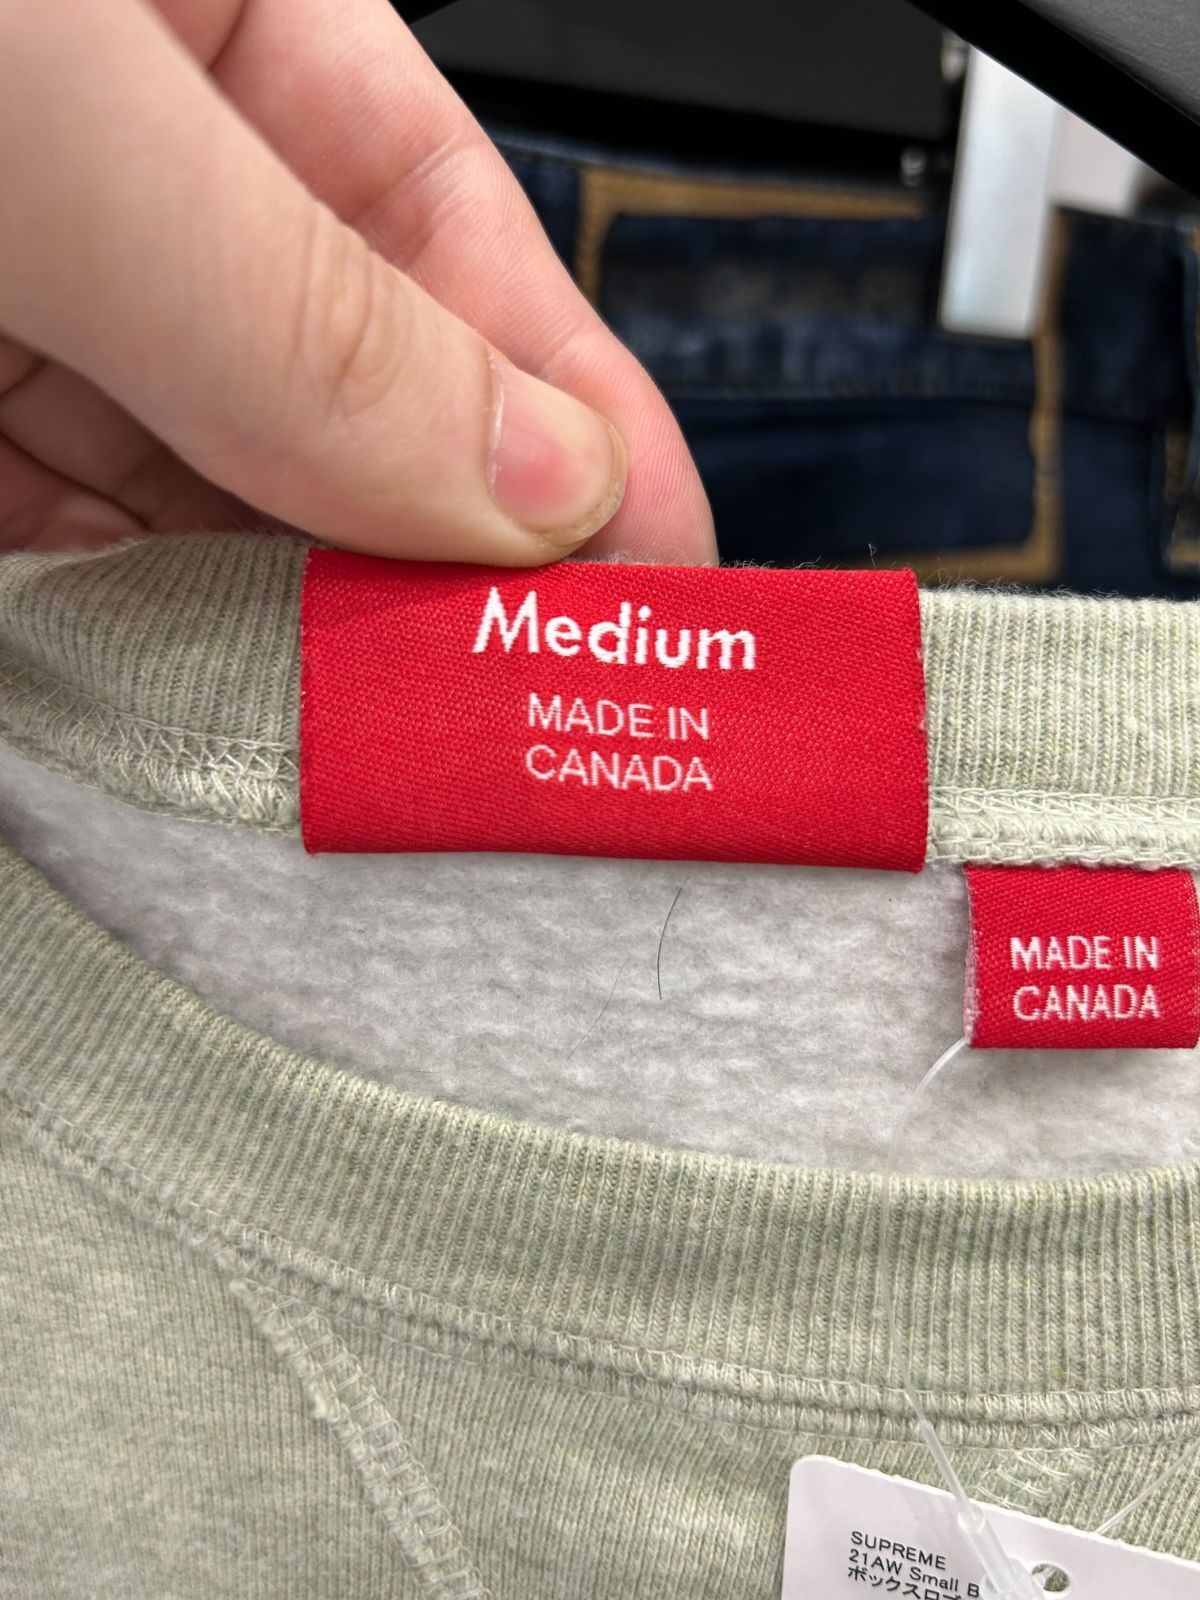 Medium
MADE IN
CANADA
MADE IN
CANADA
SUPREME
21AW Small B
ボックスロゴ